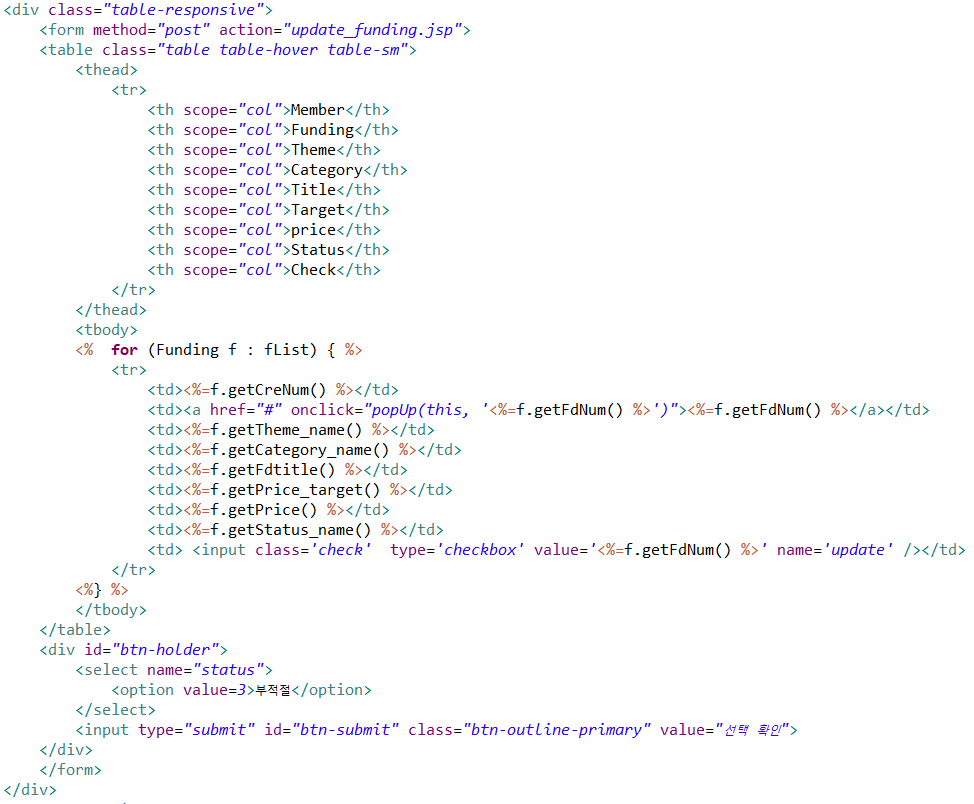 <div class="table-responsive">
    <form method="post" action="update_funding.jsp">
    <table class="table table-hover table-sm">
        <thead>
            <tr>
                <th scope="col">Member</th>
                <th scope="col">Funding</th>
                <th scope="col">Theme</th>
                <th scope="col">Category</th>
                <th scope="col">Title</th>
                <th scope="col">Target</th>
                <th scope="col">price</th>
                <th scope="col">Status</th>
                <th scope="col">Check</th>
            </tr>
        </thead>
        <tbody>
        <%  for (Funding f : fList) { %>
            <tr>
                <td><%=f.getCreNum() %></td>
                <td><a href="#" onclick="popUp(this, '<%=f.getFdNum() %>')"><%=f.getFdNum() %></a></td>
                <td><%=f.getTheme_name() %></td>
                <td><%=f.getCategory_name() %></td>
                <td><%=f.getFdtitle() %></td>
                <td><%=f.getPrice_target() %></td>
                <td><%=f.getPrice() %></td>
                <td><%=f.getStatus_name() %></td>
                <td> <input class='check'  type='checkbox' value='<%=f.getFdNum() %>' name='update' /></td>
            </tr>
        <%} %>
        </tbody>
    </table>
    <div id="btn-holder">
        <select name="status">
            <option value=3>부적절</option>
        </select>
        <input type="submit" id="btn-submit" class="btn-outline-primary" value="선택 확인">
    </div>
    </form>
</div>